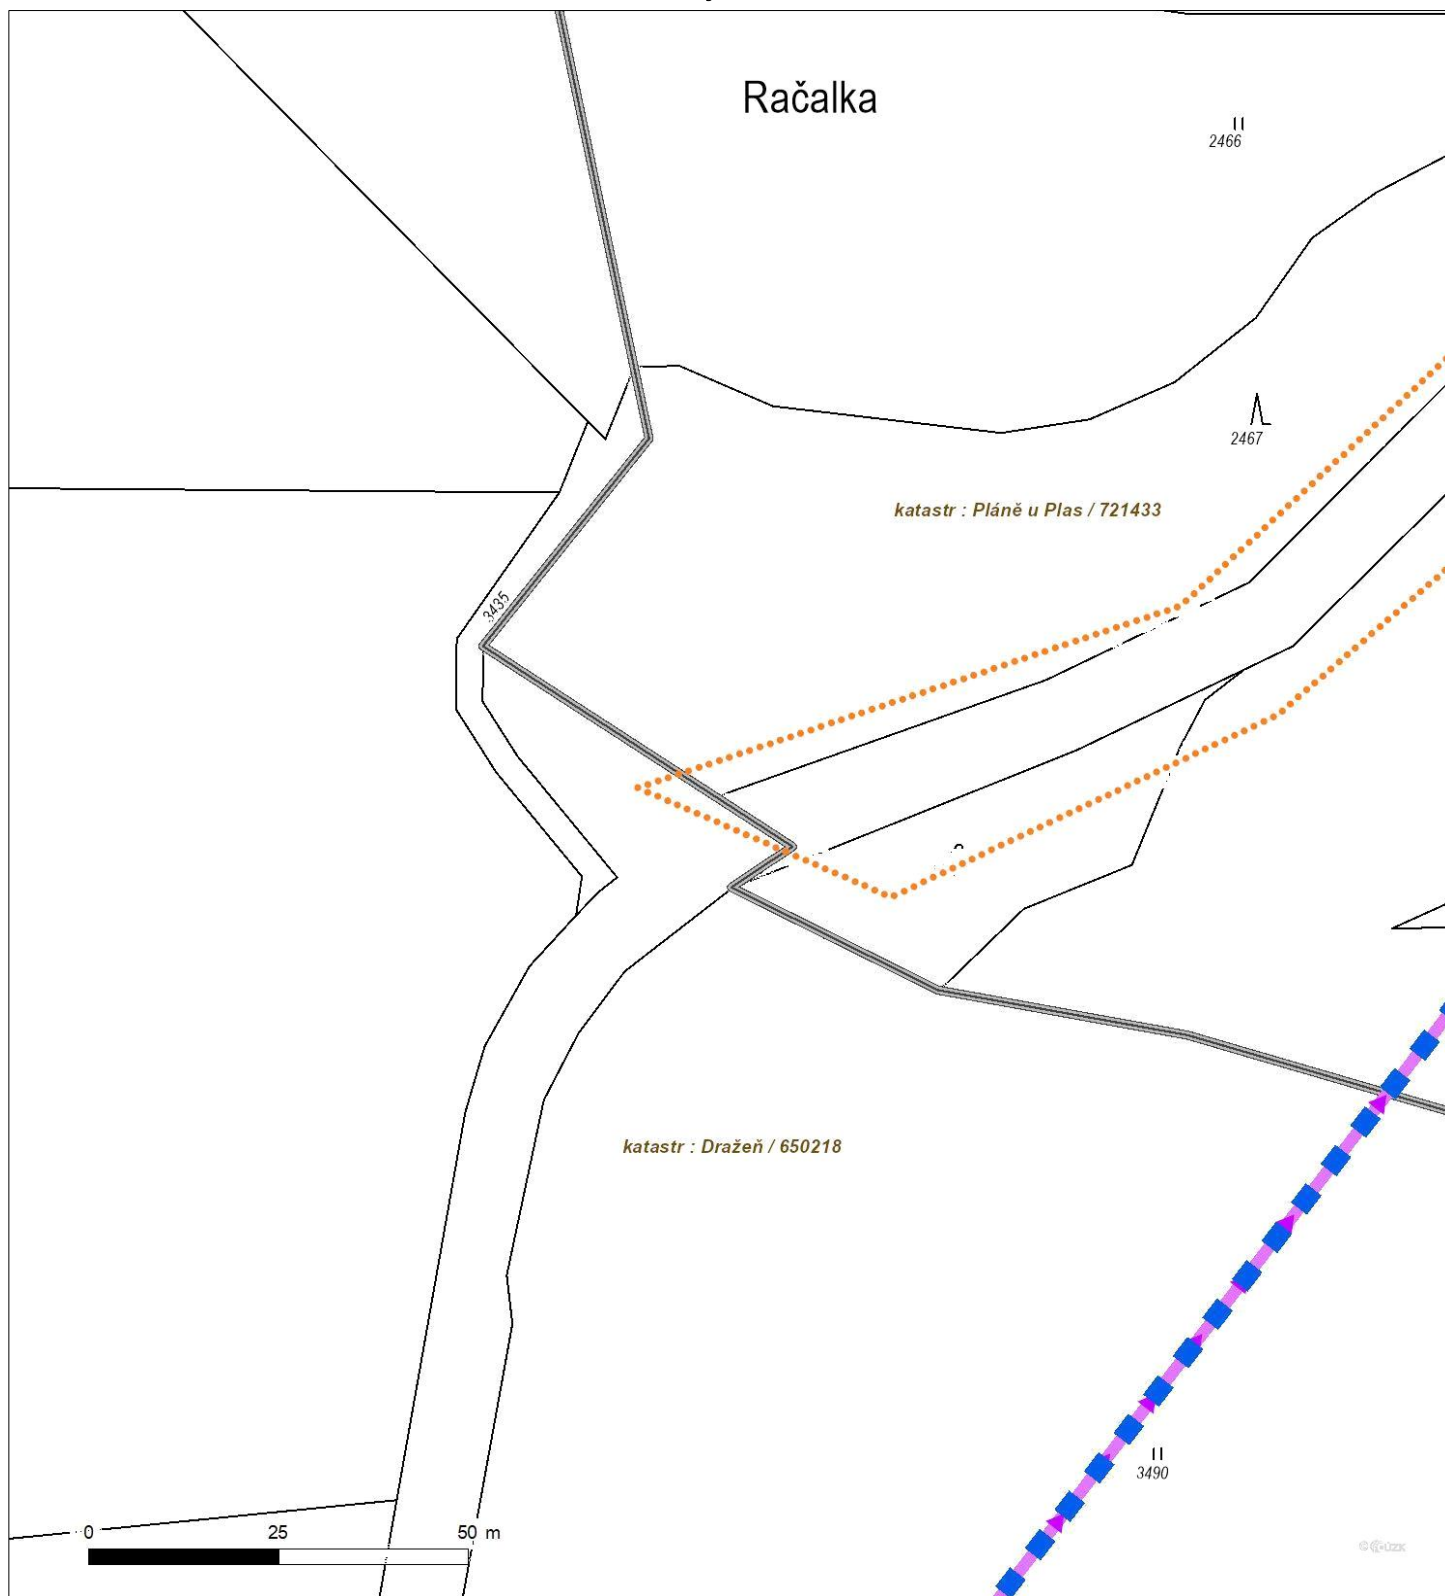 Račalka
2466
2467
katastr : Pláně u Plas / 721433
3435
katastr : Dražeň / 650218
3490
0 25 50 m